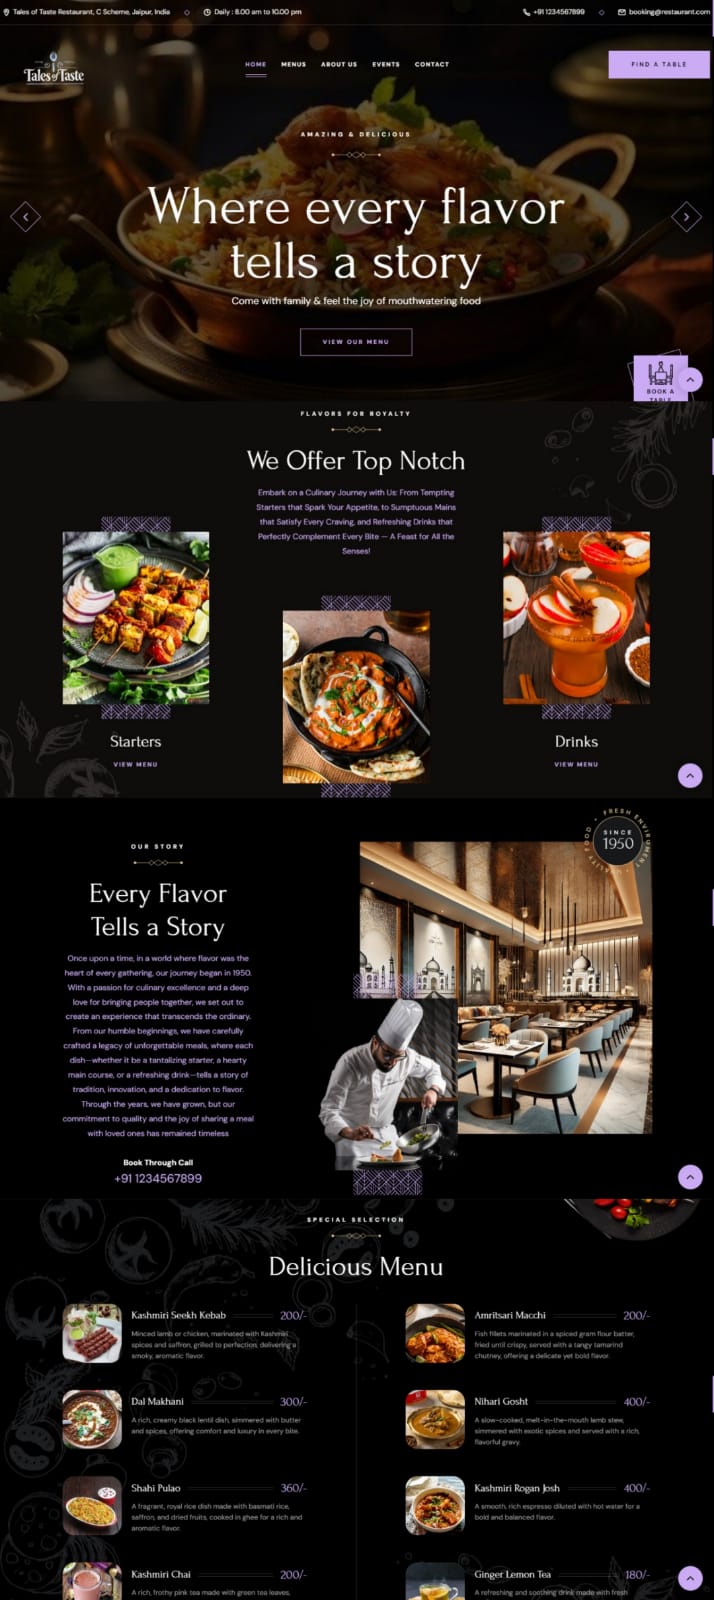 Tales of Taste Restaurant, C Scheme, Jaipur, India
Daily : 8.00 am to 10.00 pm
+91 1234567899
booking@restaurant.com
Tales of Taste
HOME
MENUS
ABOUT US
EVENTS
CONTACT
FIND A TABLE
AMAZING & DELICIOUS
Where every flavor
tells a story
Come with family & feel the joy of mouthwatering food
VIEW OUR MENU
BOOK A
TABLE
FLAVORS FOR ROYALTY
We Offer Top Notch
Embark on a Culinary Journey with Us: From Tempting
Starters that Spark Your Appetite, to Sumptuous Mains
that Satisfy Every Craving, and Refreshing Drinks that
Perfectly Complement Every Bite — A Feast for All the
Senses!
Starters
VIEW MENU
Drinks
VIEW MENU
FRESH ENVIRONMENT • QUALITY FOOD •
SINCE
1950
OUR STORY
Every Flavor
Tells a Story
Once upon a time, in a world where flavor was the
heart of every gathering, our journey began in 1950.
With a passion for culinary excellence and a deep
love for bringing people together, we set out to
create an experience that transcends the ordinary.
From our humble beginnings, we have carefully
crafted a legacy of unforgettable meals, where each
dish—whether it be a tantalizing starter, a hearty
main course, or a refreshing drink—tells a story of
tradition, innovation, and a dedication to flavor.
Through the years, we have grown, but our
commitment to quality and the joy of sharing a meal
with loved ones has remained timeless
Book Through Call
+91 1234567899
SPECIAL SELECTION
Delicious Menu
Kashmiri Seekh Kebab 200/-
Minced lamb or chicken, marinated with Kashmiri
spices and saffron, grilled to perfection, delivering a
smoky, aromatic flavor.
Amritsari Macchi 200/-
Fish fillets marinated in a spiced gram flour batter,
fried until crispy, served with a tangy tamarind
chutney, offering a delicate yet bold flavor.
Dal Makhani 300/-
A rich, creamy black lentil dish, simmered with butter
and spices, offering comfort and luxury in every bite.
Nihari Gosht 400/-
A slow-cooked, melt-in-the-mouth lamb stew,
simmered with exotic spices and served with a rich,
flavorful gravy.
Shahi Pulao 360/-
A fragrant, royal rice dish made with basmati rice,
saffron, and dried fruits, cooked in ghee for a rich and
aromatic flavor.
Kashmiri Rogan Josh 400/-
A smooth, rich espresso diluted with hot water for a
bold and balanced flavor.
Kashmiri Chai 200/-
A rich, frothy pink tea made with green tea leaves,
Ginger Lemon Tea 180/-
A refreshing and soothing drink made with fresh